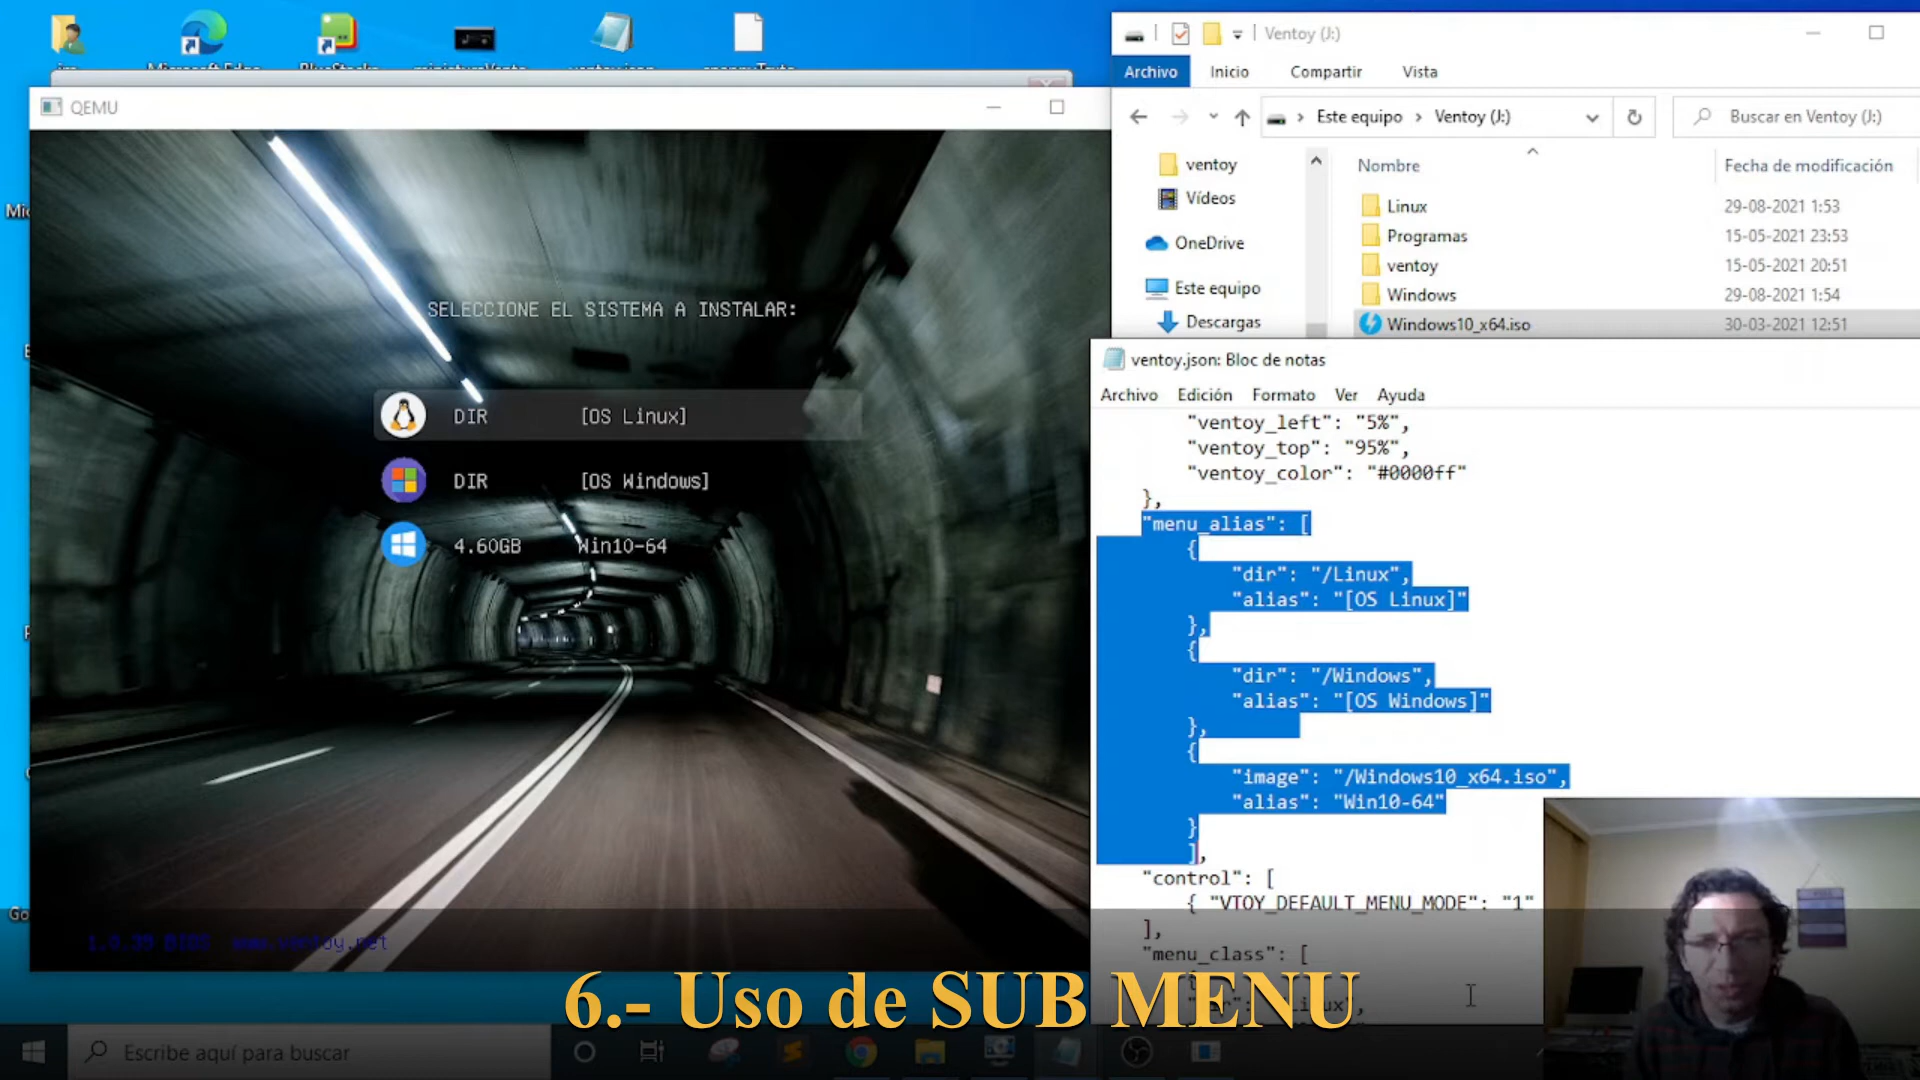 QEMU
SELECCIONE EL SISTEMA A INSTALAR:
DIR [OS Linux]
DIR [OS Windows]
4.60GB Win10-64
www.ventoy.net
Ventoy (J:)
Archivo Inicio Compartir Vista
Este equipo Ventoy (J:)
Buscar en Ventoy (J:)
ventoy
Vídeos
OneDrive
Este equipo
Descargas
Nombre Fecha de modificación
Linux 29-08-2021 1:53
Programas 15-05-2021 23:53
ventoy 15-05-2021 20:51
Windows 29-08-2021 1:54
Windows10_x64.iso 30-03-2021 12:51
ventoy.json: Bloc de notas
Archivo Edición Formato Ver Ayuda
"ventoy_left": "5%",
"ventoy_top": "95%",
"ventoy_color": "#0000ff"
},
"menu_alias": [
{
"dir": "/Linux",
"alias": "[OS Linux]"
},
{
"dir": "/Windows",
"alias": "[OS Windows]"
},
{
"image": "/Windows10_x64.iso",
"alias": "Win10-64"
}
],
"control": [
{ "VTOY_DEFAULT_MENU_MODE": "1"
],
"menu_class": [
6.- Uso de SUB MENU
Escribe aquí para buscar